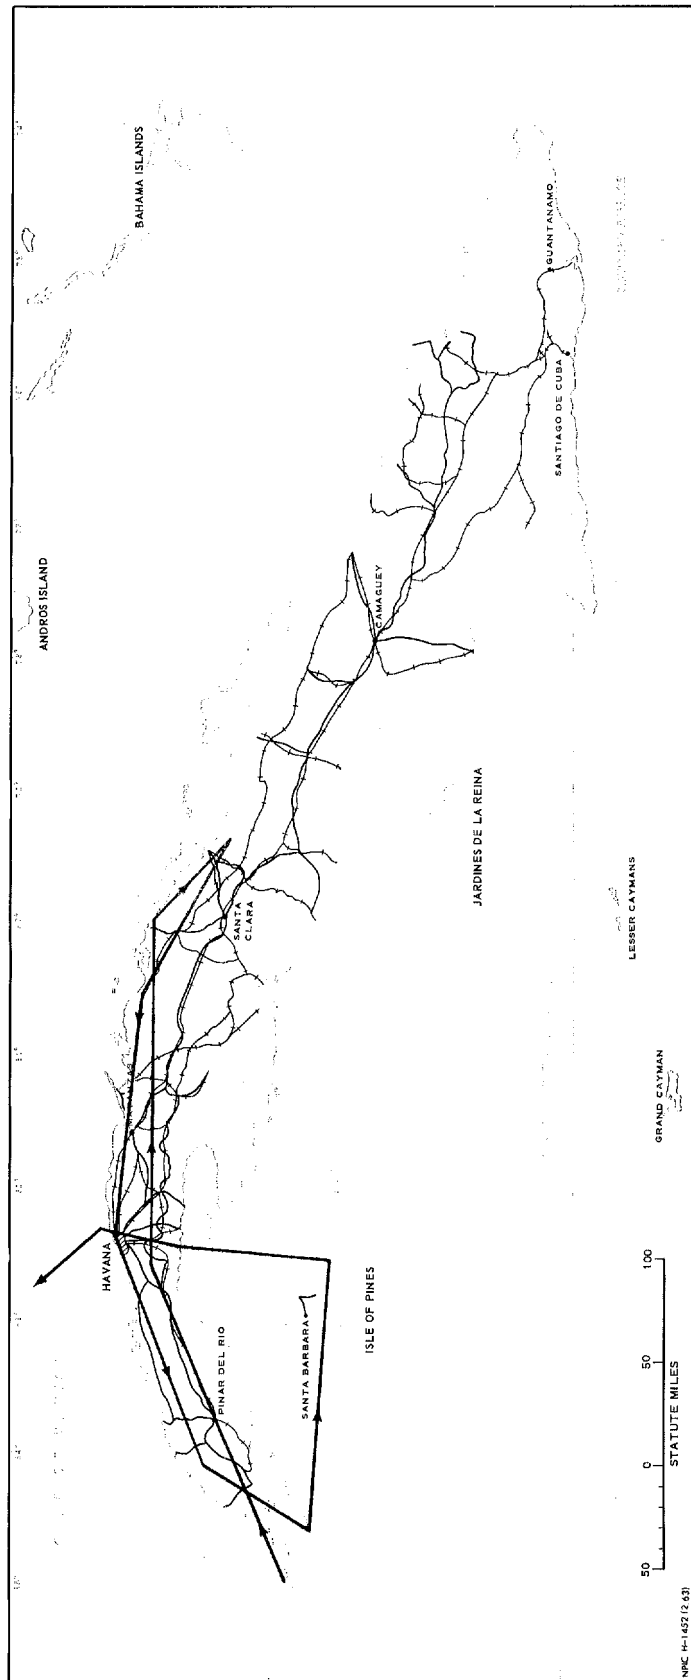 BAHAMA ISLANDS
ANDROS ISLAND
GUANTANAMO
SANTIAGO DE CUBA
CAMAGUEY
JARDINES DE LA REINA
SANTA
CLARA
LESSER CAYMANS
GRAND CAYMAN
HAVANA
ISLE OF PINES
SANTA BARBARA
PINAR DEL RIO
50 0 50 100
STATUTE MILES
NPIC H-1452 (2 63)